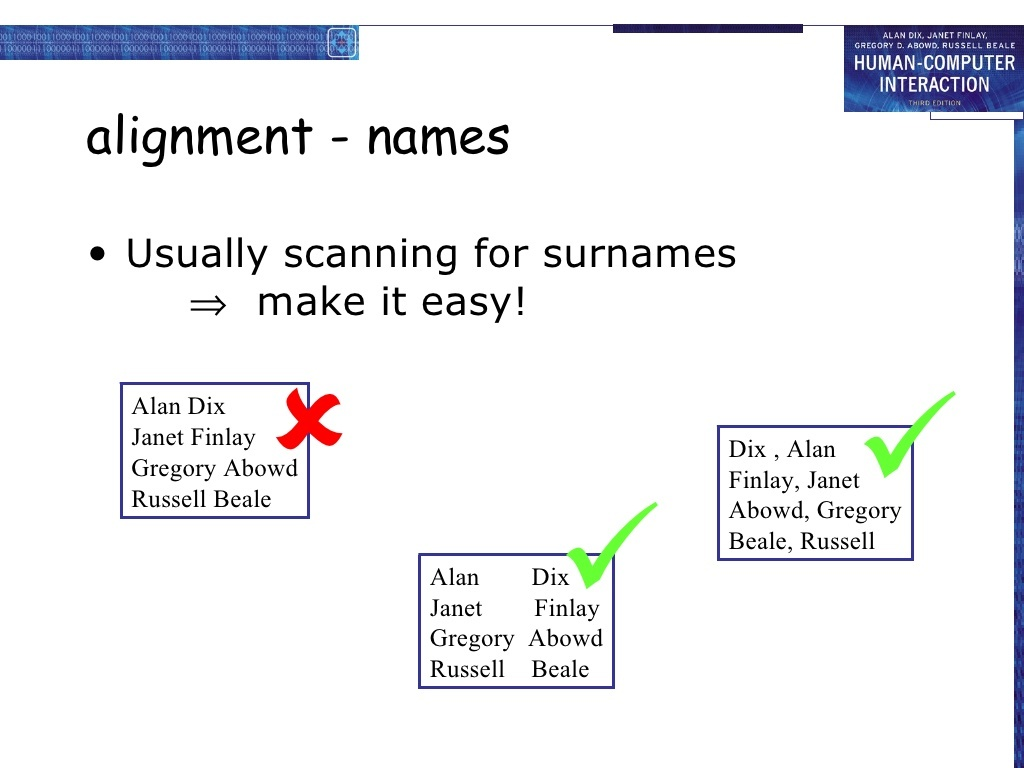 ALAN DIX, JANET FINLAY,
GREGORY D. ABOWD, RUSSELL BEALE
HUMAN-COMPUTER
INTERACTION
THIRD EDITION
alignment - names
• Usually scanning for surnames
⇒ make it easy!
Alan Dix
Janet Finlay
Gregory Abowd
Russell Beale
Alan Dix
Janet Finlay
Gregory Abowd
Russell Beale
Dix , Alan
Finlay, Janet
Abowd, Gregory
Beale, Russell